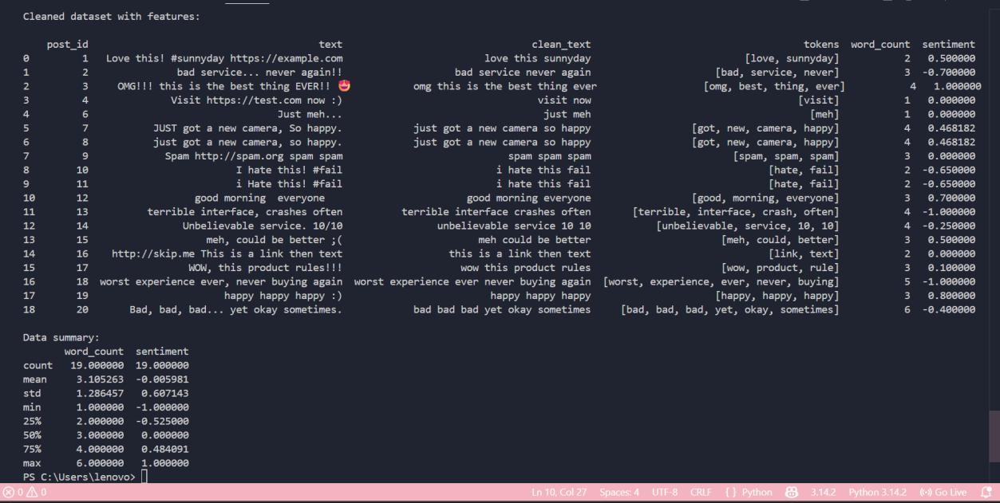 Cleaned dataset with features:
post_id text clean_text tokens word_count sentiment
0 1 Love this! #sunnyday https://example.com love this sunnyday [love, sunnyday] 2 0.500000
1 2 bad service... never again!! bad service never again [bad, service, never] 3 -0.700000
2 3 OMG!!! this is the best thing EVER!! 😍 omg this is the best thing ever [omg, best, thing, ever] 4 1.000000
3 4 Visit https://test.com now :) visit now [visit] 1 0.000000
4 6 Just meh... just meh [meh] 1 0.000000
5 7 JUST got a new camera, So happy. just got a new camera so happy [got, new, camera, happy] 4 0.468182
6 8 just got a new camera, so happy. just got a new camera so happy [got, new, camera, happy] 4 0.468182
7 9 Spam http://spam.org spam spam spam spam spam [spam, spam, spam] 3 0.000000
8 10 I hate this! #fail i hate this fail [hate, fail] 2 -0.650000
9 11 i Hate this! #fail i hate this fail [hate, fail] 2 -0.650000
10 12 good morning  everyone good morning everyone [good, morning, everyone] 3 0.700000
11 13 terrible interface, crashes often terrible interface crashes often [terrible, interface, crash, often] 4 -1.000000
12 14 Unbelievable service. 10/10 unbelievable service 10 10 [unbelievable, service, 10, 10] 4 -0.250000
13 15 meh, could be better ;( meh could be better [meh, could, better] 3 0.500000
14 16 http://skip.me This is a link then text this is a link then text [link, text] 2 0.000000
15 17 WOW, this product rules!!! wow this product rules [wow, product, rule] 3 0.100000
16 18 worst experience ever, never buying again worst experience ever never buying again [worst, experience, ever, never, buying] 5 -1.000000
17 19 happy happy happy :) happy happy happy [happy, happy, happy] 3 0.800000
18 20 Bad, bad, bad... yet okay sometimes. bad bad bad yet okay sometimes [bad, bad, bad, yet, okay, sometimes] 6 -0.400000
Data summary:
word_count sentiment
count 19.000000 19.000000
mean 3.105263 -0.005981
std 1.286457 0.607143
min 1.000000 -1.000000
25% 2.000000 -0.525000
50% 3.000000 0.000000
75% 4.000000 0.484091
max 6.000000 1.000000
PS C:\Users\lenovo>
0 0 Ln 10, Col 27 Spaces: 4 UTF-8 CRLF { } Python 3.14.2 Python 3.14.2 Go Live